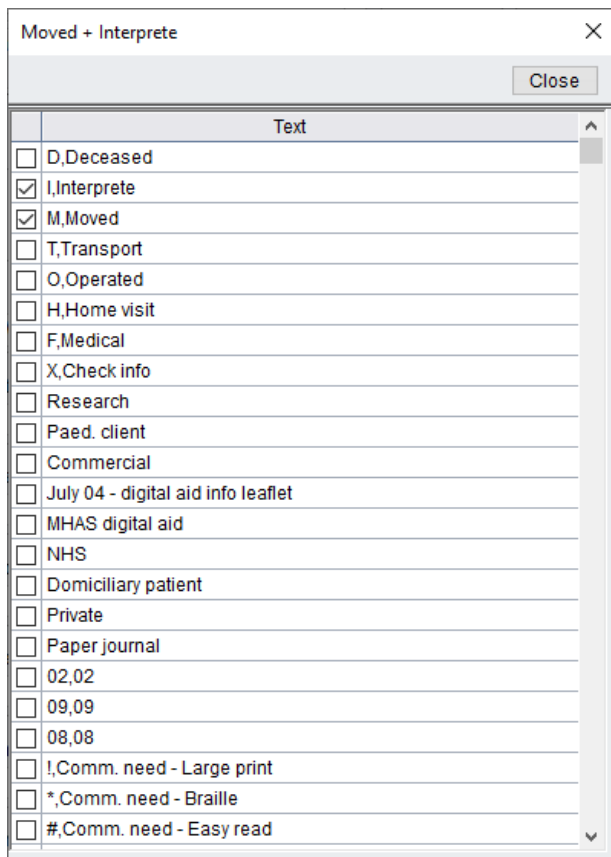 Moved + Interprete
Close
Text
D,Deceased
I,Interprete
M,Moved
T,Transport
O,Operated
H,Home visit
F,Medical
X,Check info
Research
Paed. client
Commercial
July 04 - digital aid info leaflet
MHAS digital aid
NHS
Domiciliary patient
Private
Paper journal
02,02
09,09
08,08
!,Comm. need - Large print
*,Comm. need - Braille
#,Comm. need - Easy read